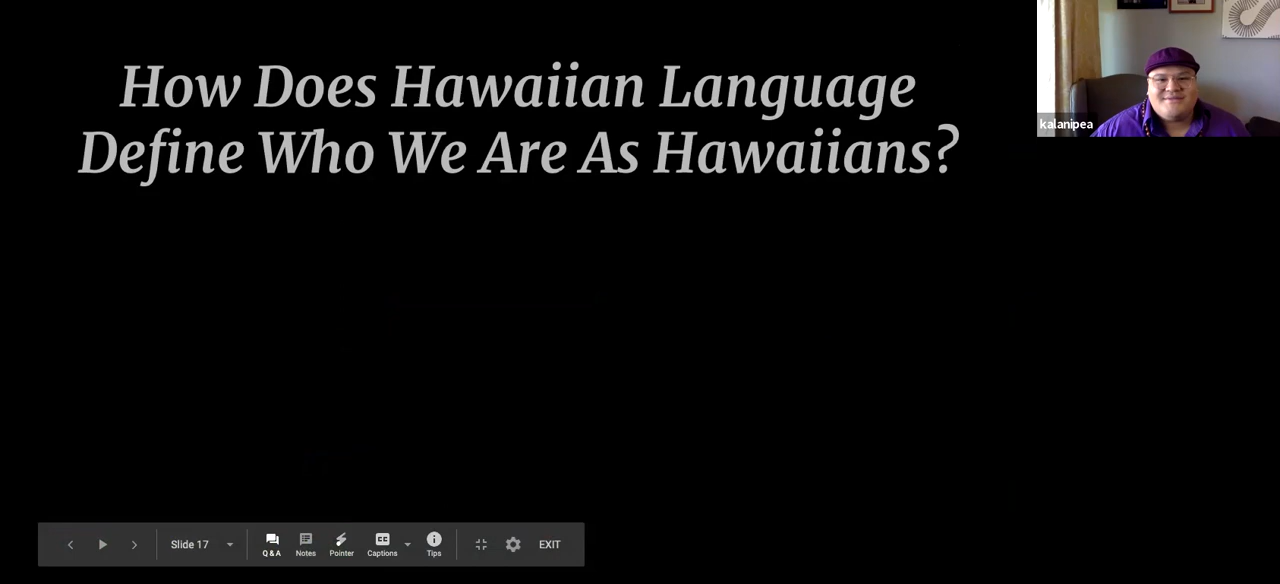 How Does Hawaiian Language
Define Who We Are As Hawaiians?
kalanipea
Slide 17
Q & A
Notes
Pointer
Captions
Tips
EXIT